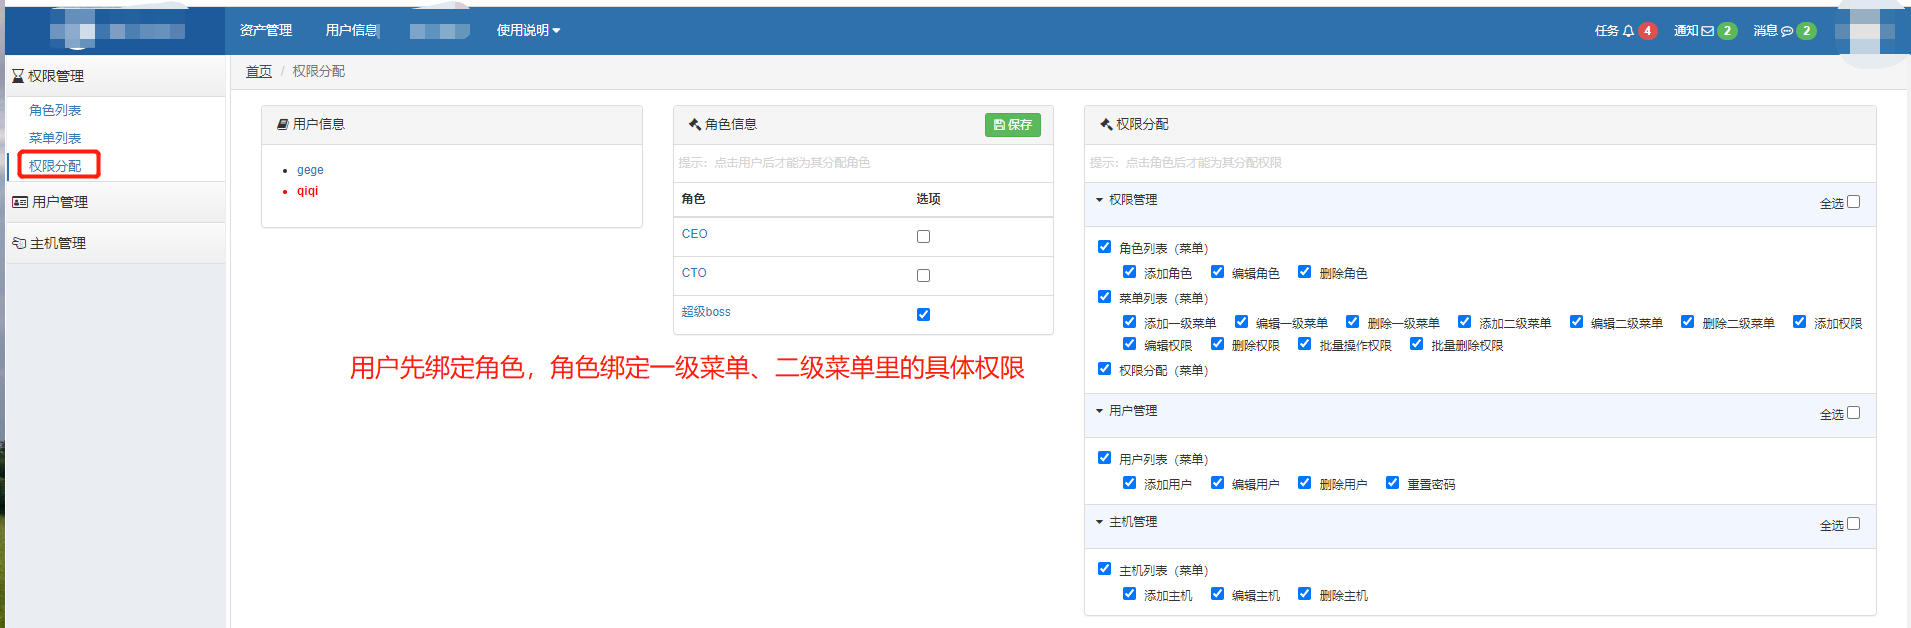 资产管理 用户信息 使用说明 任务 4 通知 2 消息 2
权限管理
角色列表
菜单列表
权限分配
用户管理
主机管理
首页 / 权限分配
用户信息
gege
qiqi
角色信息 保存
提示：点击用户后才能为其分配角色
角色 选项
CEO
CTO
超级boss
用户先绑定角色，角色绑定一级菜单、二级菜单里的具体权限
权限分配
提示：点击角色后才能为其分配权限
权限管理 全选
角色列表（菜单）
添加角色 编辑角色 删除角色
菜单列表（菜单）
添加一级菜单 编辑一级菜单 删除一级菜单 添加二级菜单 编辑二级菜单 删除二级菜单 添加权限
编辑权限 删除权限 批量操作权限 批量删除权限
权限分配（菜单）
用户管理 全选
用户列表（菜单）
添加用户 编辑用户 删除用户 重置密码
主机管理 全选
主机列表（菜单）
添加主机 编辑主机 删除主机